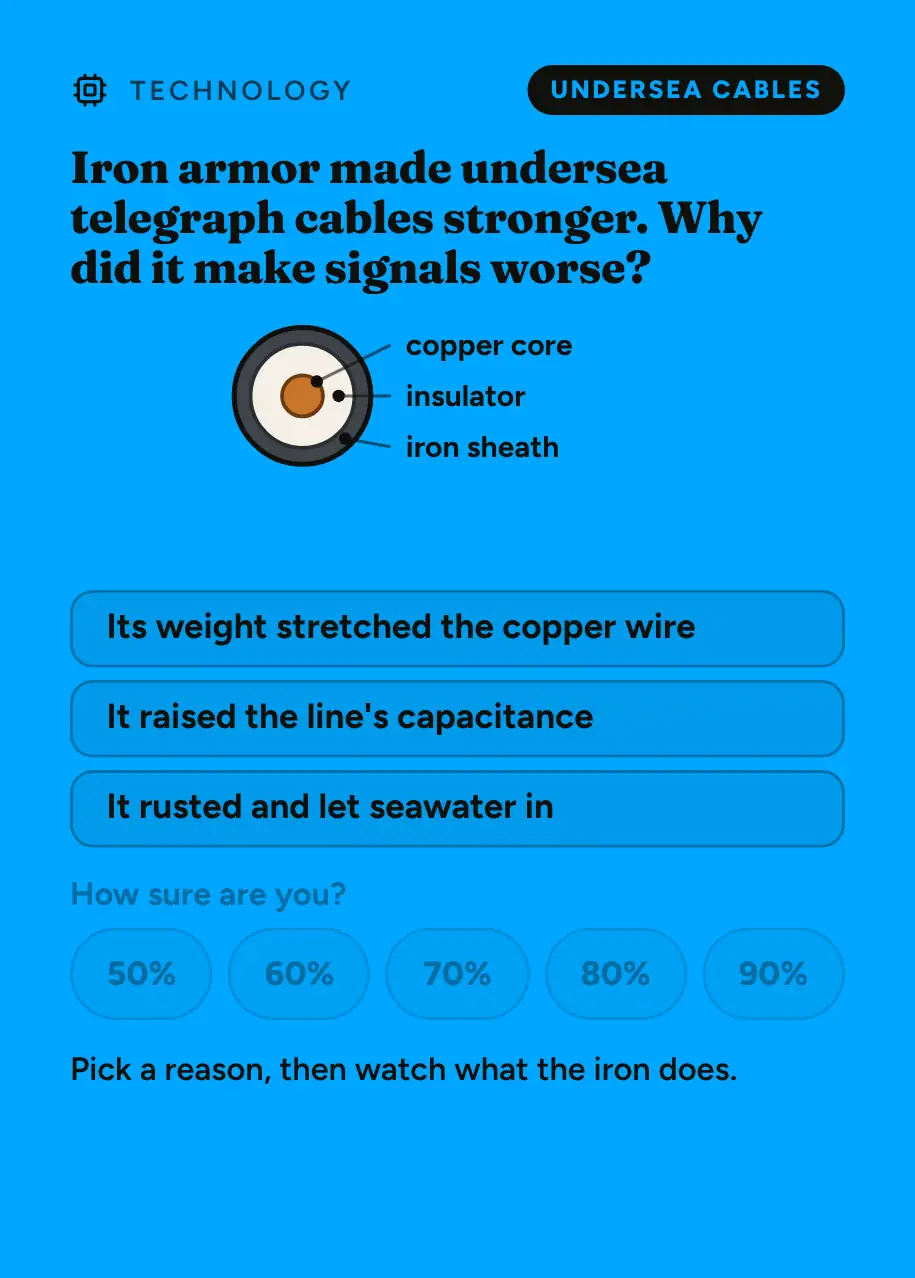 TECHNOLOGY
UNDERSEA CABLES
Iron armor made undersea
telegraph cables stronger. Why
did it make signals worse?
copper core
insulator
iron sheath
Its weight stretched the copper wire
It raised the line's capacitance
It rusted and let seawater in
How sure are you?
50% 60% 70% 80% 90%
Pick a reason, then watch what the iron does.